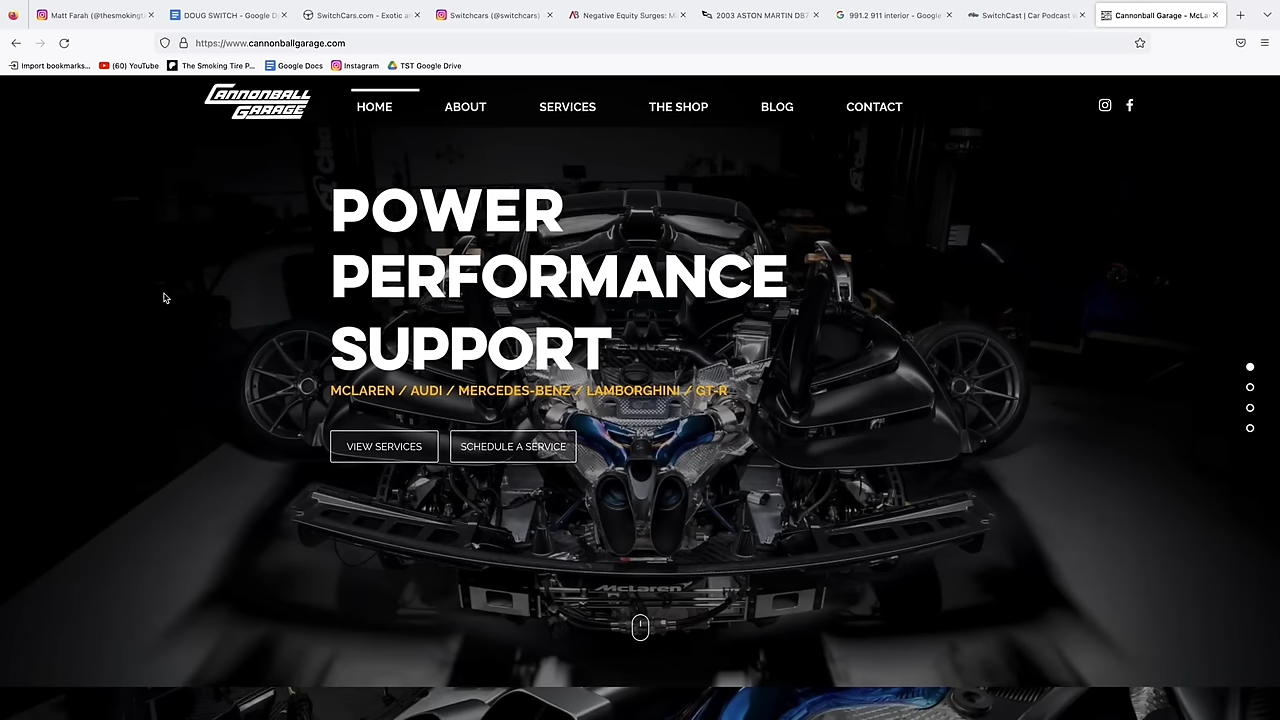 Matt Farah (@thesmokingt
DOUG SWITCH - Google D
SwitchCars.com - Exotic ar
Switchcars (@switchcars)
Negative Equity Surges: M
2003 ASTON MARTIN DB7
991.2 911 interior - Google
SwitchCast | Car Podcast w
Cannonball Garage - McLa
https://www.cannonballgarage.com
Import bookmarks...
(60) YouTube
The Smoking Tire P...
Google Docs
Instagram
TST Google Drive
CANNONBALL
GARAGE
HOME
ABOUT
SERVICES
THE SHOP
BLOG
CONTACT
POWER
PERFORMANCE
SUPPORT
MCLAREN / AUDI / MERCEDES-BENZ / LAMBORGHINI / GT-R
VIEW SERVICES
SCHEDULE A SERVICE
McLaren